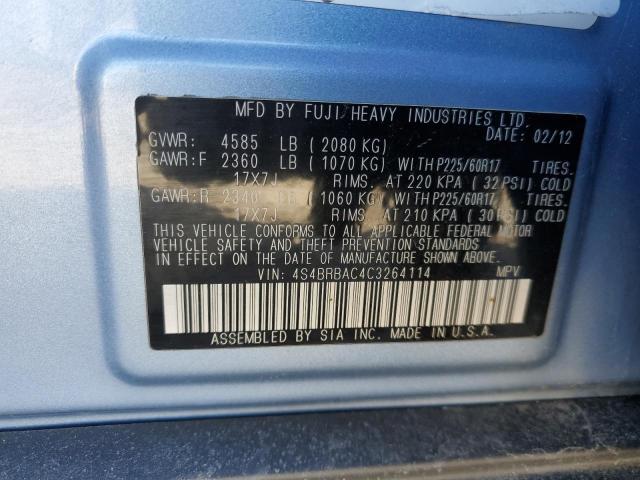 MFD BY FUJI HEAVY INDUSTRIES LTD.
DATE: 02/12
GVWR: 4585 LB (2080 KG)
GAWR:F 2360 LB (1070 KG) WITH P225/60R17 TIRES.
17X7J RIMS. AT 220 KPA (32 PSI) COLD
GAWR:R 2340 LB (1060 KG) WITH P225/60R17 TIRES.
17X7J RIMS. AT 210 KPA (30 PSI) COLD
THIS VEHICLE CONFORMS TO ALL APPLICABLE FEDERAL MOTOR
VEHICLE SAFETY AND THEFT PREVENTION STANDARDS
IN EFFECT ON THE DATE OF MANUFACTURE SHOWN ABOVE.
VIN: 4S4BRBAC4C3264114 MPV
ASSEMBLED BY SIA INC. MADE IN U.S.A.